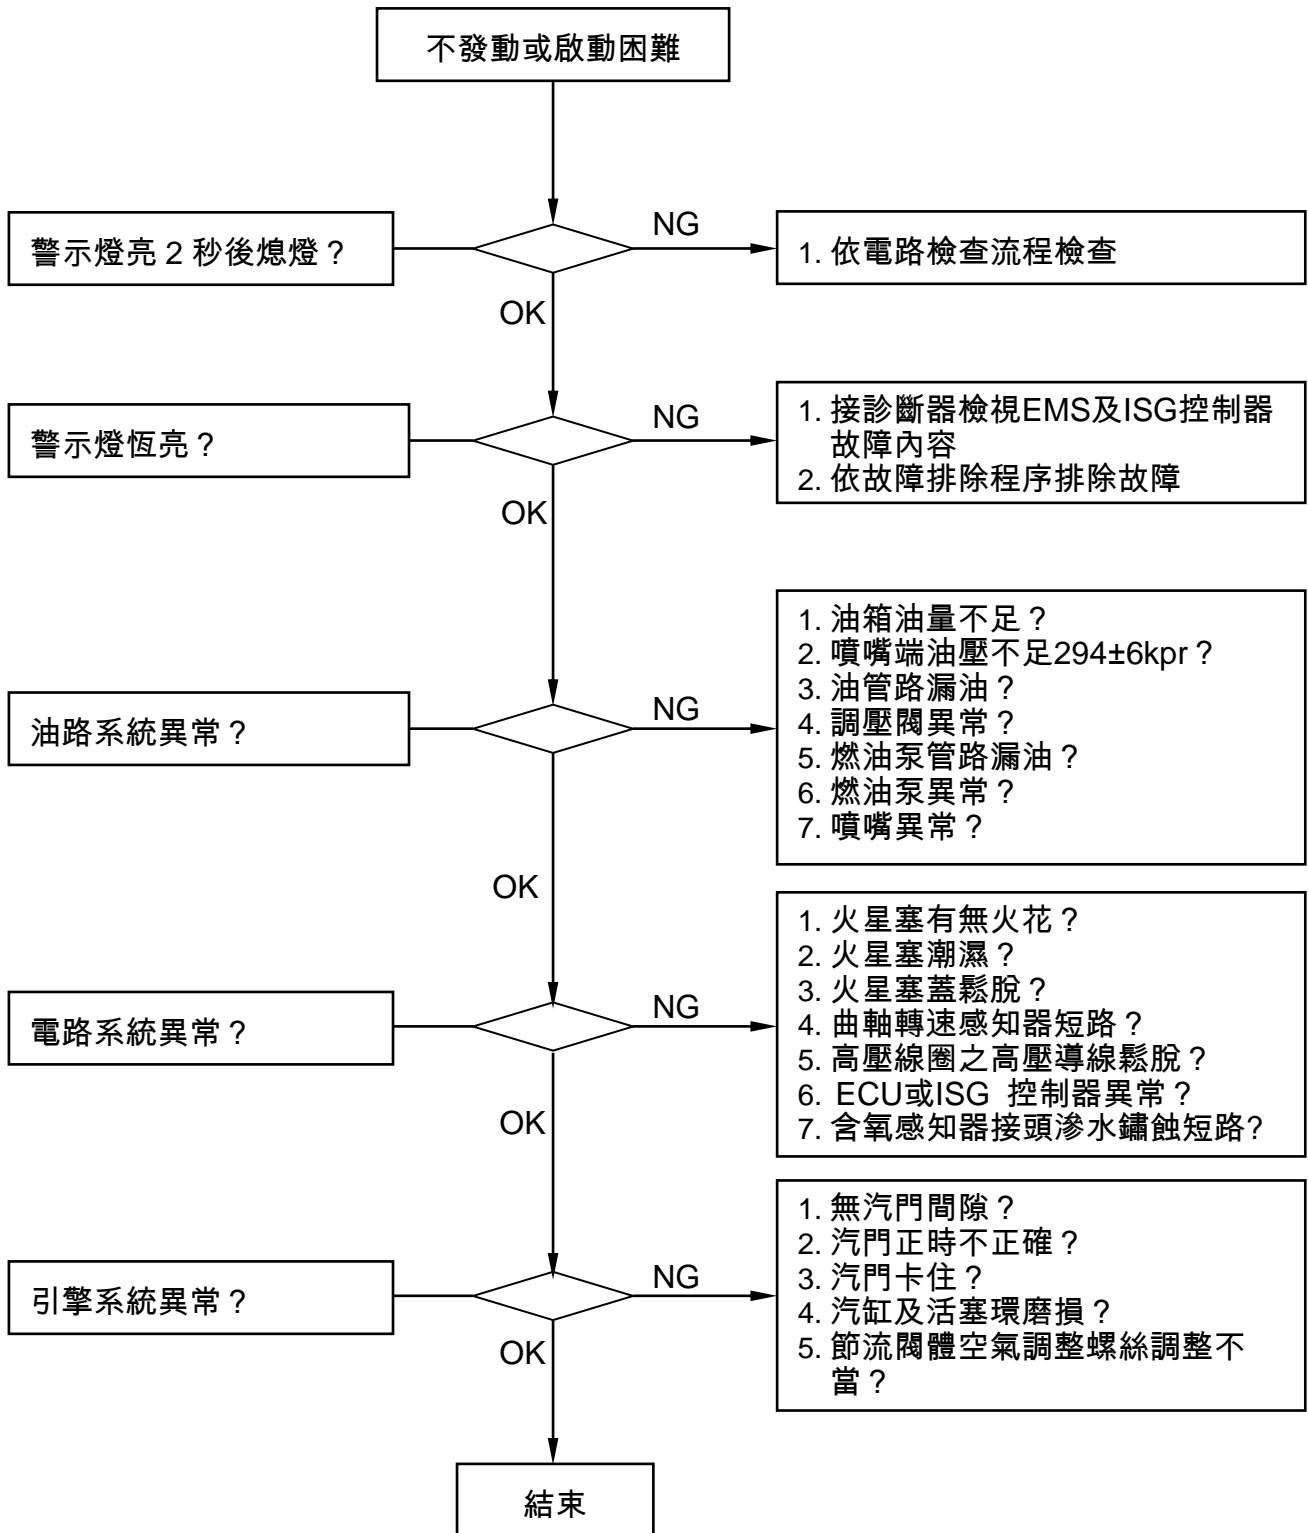 不發動或啟動困難
警示燈亮 2 秒後熄燈？
NG
1. 依電路檢查流程檢查
OK
警示燈恆亮？
NG
1. 接診斷器檢視EMS及ISG控制器
故障內容
2. 依故障排除程序排除故障
OK
油路系統異常？
NG
1. 油箱油量不足？
2. 噴嘴端油壓不足294±6kpr？
3. 油管路漏油？
4. 調壓閥異常？
5. 燃油泵管路漏油？
6. 燃油泵異常？
7. 噴嘴異常？
OK
電路系統異常？
NG
1. 火星塞有無火花？
2. 火星塞潮濕？
3. 火星塞蓋鬆脫？
4. 曲軸轉速感知器短路？
5. 高壓線圈之高壓導線鬆脫？
6. ECU或ISG 控制器異常？
7. 含氧感知器接頭滲水鏽蝕短路?
OK
引擎系統異常？
NG
1. 無汽門間隙？
2. 汽門正時不正確？
3. 汽門卡住？
4. 汽缸及活塞環磨損？
5. 節流閥體空氣調整螺絲調整不
當？
OK
結束